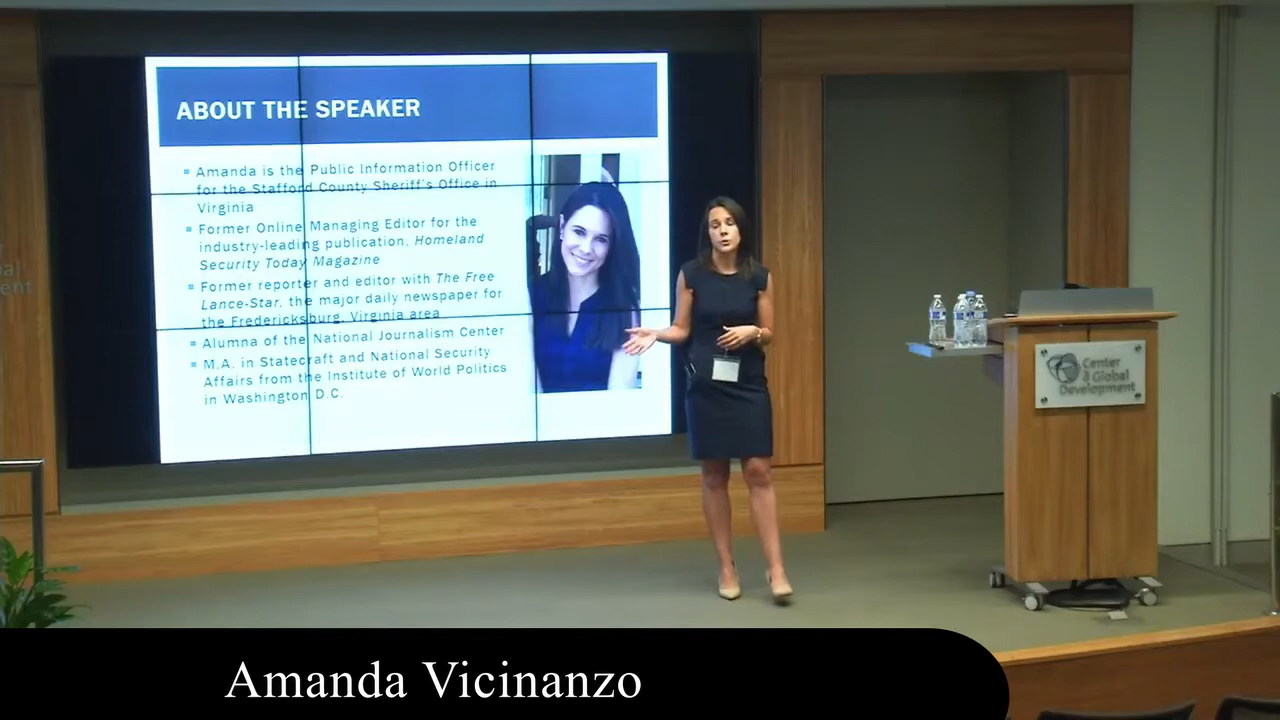 ABOUT THE SPEAKER
Amanda is the Public Information Officer
for the Stafford County Sheriff's Office in
Virginia
Former Online Managing Editor for the
industry-leading publication, Homeland
Security Today Magazine
Former reporter and editor with The Free
Lance-Star, the major daily newspaper for
the Fredericksburg, Virginia area
Alumna of the National Journalism Center
M.A. in Statecraft and National Security
Affairs from the Institute of World Politics
in Washington D.C.
Center
Global
Development
Amanda Vicinanzo